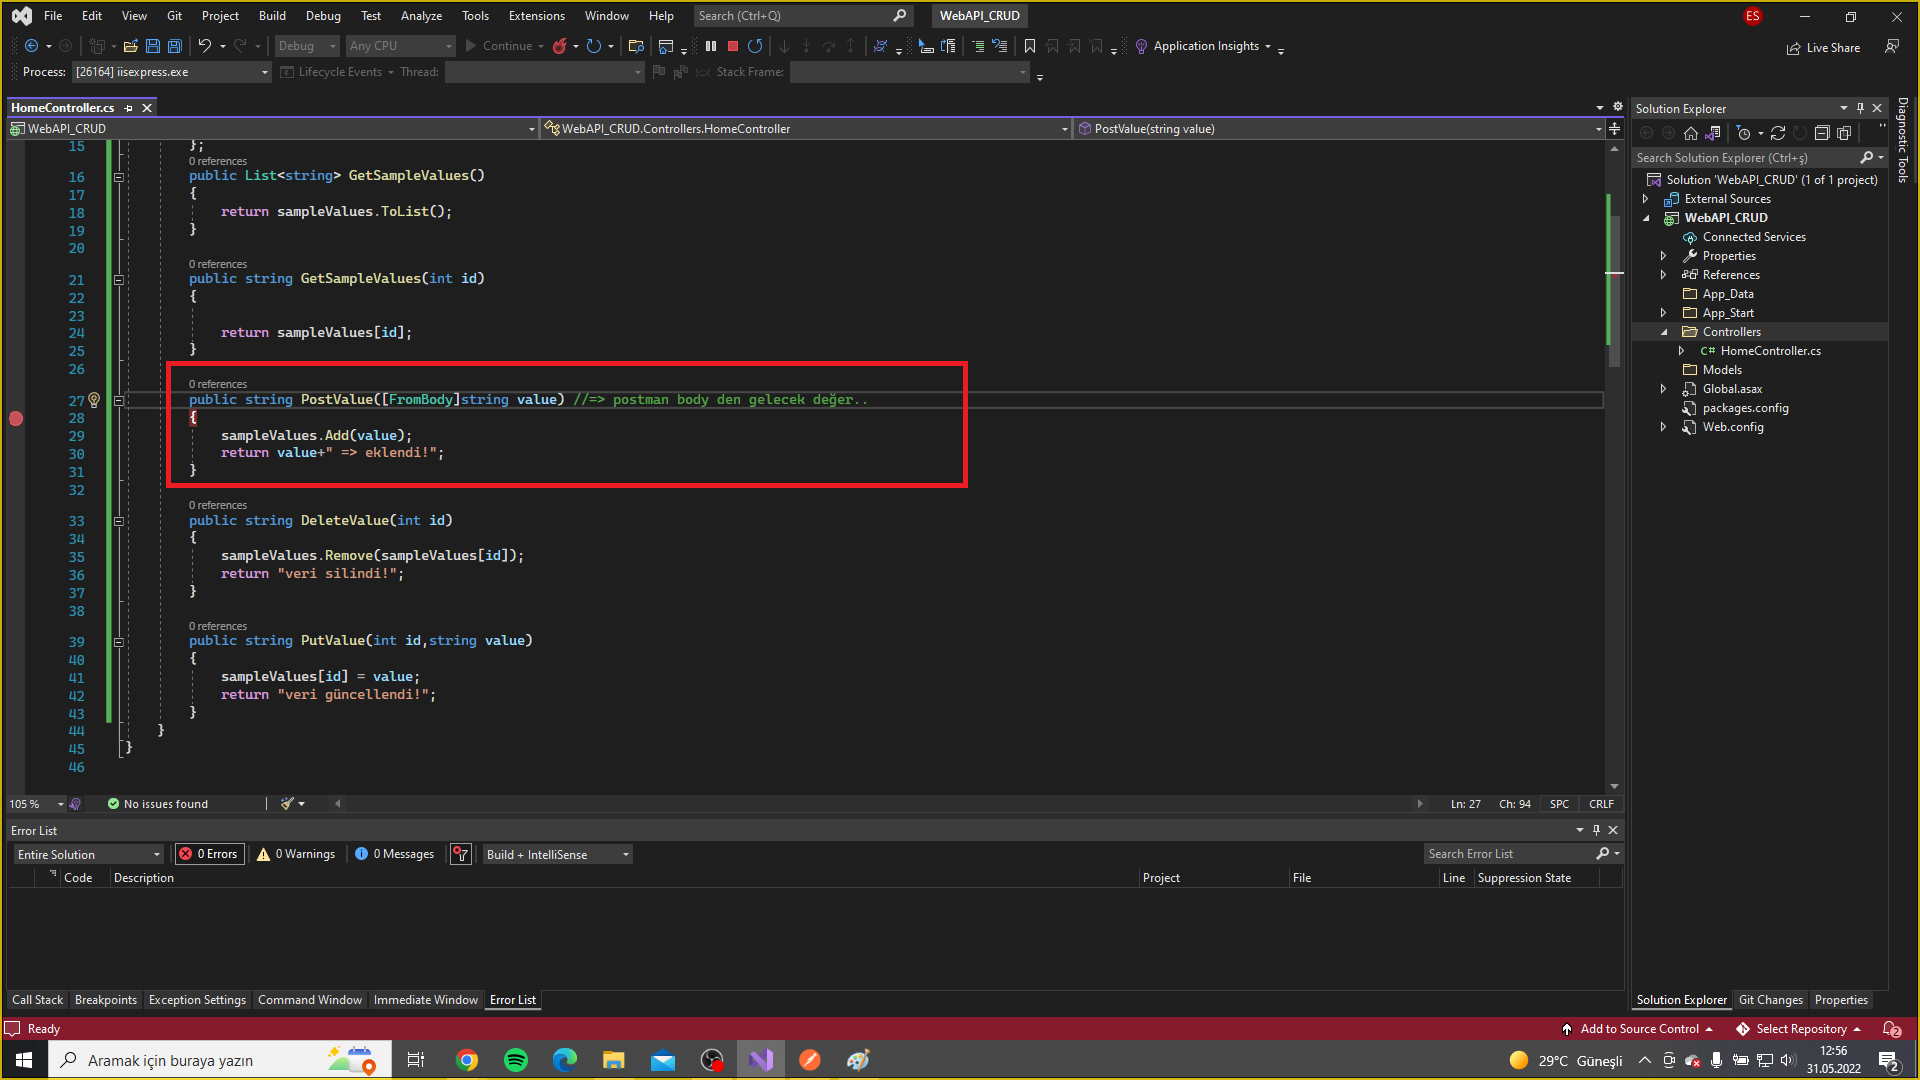 File Edit View Git Project Build Debug Test Analyze Tools Extensions Window Help Search (Ctrl+Q) WebAPI_CRUD ES
Debug Any CPU Continue Application Insights Live Share
Process: [26164] iisexpress.exe Lifecycle Events Thread: Stack Frame:
HomeController.cs
WebAPI_CRUD WebAPI_CRUD.Controllers.HomeController PostValue(string value)
15 };
0 references
16 public List<string> GetSampleValues()
17 {
18 return sampleValues.ToList();
19 }
20
0 references
21 public string GetSampleValues(int id)
22 {
23
24 return sampleValues[id];
25 }
26
0 references
27 public string PostValue([FromBody]string value) //=> postman body den gelecek değer..
28 {
29 sampleValues.Add(value);
30 return value+" => eklendi!";
31 }
32
0 references
33 public string DeleteValue(int id)
34 {
35 sampleValues.Remove(sampleValues[id]);
36 return "veri silindi!";
37 }
38
0 references
39 public string PutValue(int id,string value)
40 {
41 sampleValues[id] = value;
42 return "veri güncellendi!";
43 }
44 }
45 }
46
105 % No issues found Ln: 27 Ch: 94 SPC CRLF
Error List
Entire Solution 0 Errors 0 Warnings 0 Messages Build + IntelliSense Search Error List
Code Description Project File Line Suppression State
Call Stack Breakpoints Exception Settings Command Window Immediate Window Error List
Solution Explorer
Search Solution Explorer (Ctrl+ş)
Solution 'WebAPI_CRUD' (1 of 1 project)
External Sources
WebAPI_CRUD
Connected Services
Properties
References
App_Data
App_Start
Controllers
C# HomeController.cs
Models
Global.asax
packages.config
Web.config
Solution Explorer Git Changes Properties
Diagnostic Tools
Ready Add to Source Control Select Repository 2
Aramak için buraya yazın 29°C Güneşli 12:56
31.05.2022 2